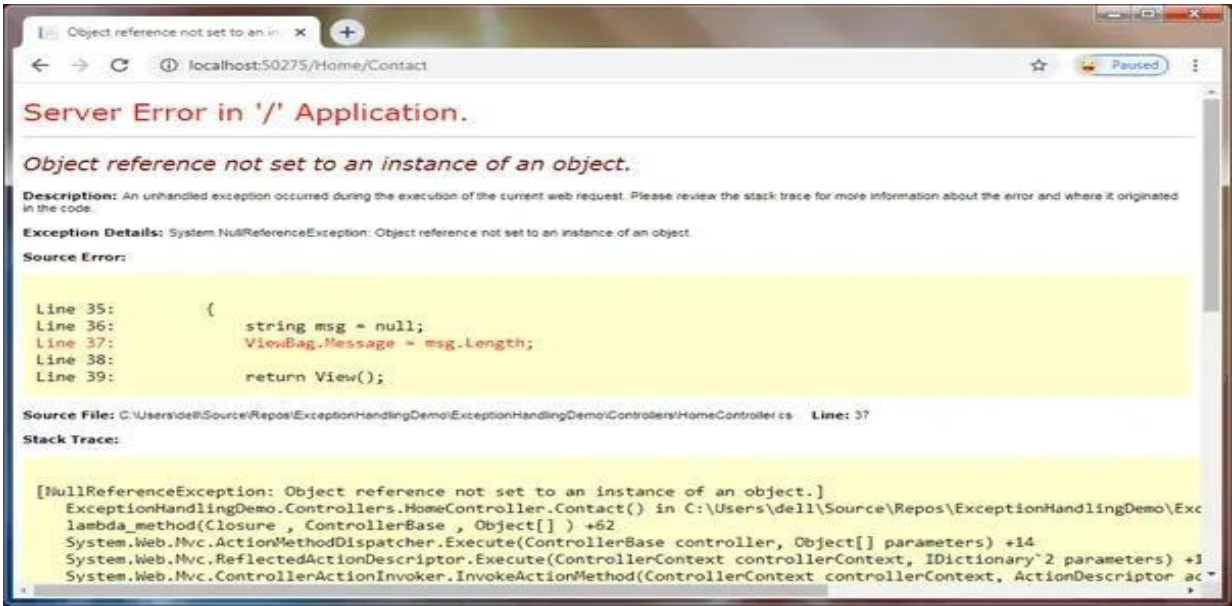 Object reference not set to an in
localhost:50275/Home/Contact
Paused
Server Error in '/' Application.
Object reference not set to an instance of an object.
Description: An unhandled exception occurred during the execution of the current web request. Please review the stack trace for more information about the error and where it originated
in the code.
Exception Details: System.NullReferenceException: Object reference not set to an instance of an object.
Source Error:
Line 35: {
Line 36: string msg = null;
Line 37: ViewBag.Message = msg.Length;
Line 38:
Line 39: return View();
Source File: C:\Users\dell\Source\Repos\ExceptionHandlingDemo\ExceptionHandlingDemo\Controllers\HomeController.cs Line: 37
Stack Trace:
[NullReferenceException: Object reference not set to an instance of an object.]
ExceptionHandlingDemo.Controllers.HomeController.Contact() in C:\Users\dell\Source\Repos\ExceptionHandlingDemo\Exc
lambda_method(Closure , ControllerBase , Object[] ) +62
System.Web.Mvc.ActionMethodDispatcher.Execute(ControllerBase controller, Object[] parameters) +14
System.Web.Mvc.ReflectedActionDescriptor.Execute(ControllerContext controllerContext, IDictionary`2 parameters) +1
System.Web.Mvc.ControllerActionInvoker.InvokeActionMethod(ControllerContext controllerContext, ActionDescriptor ac